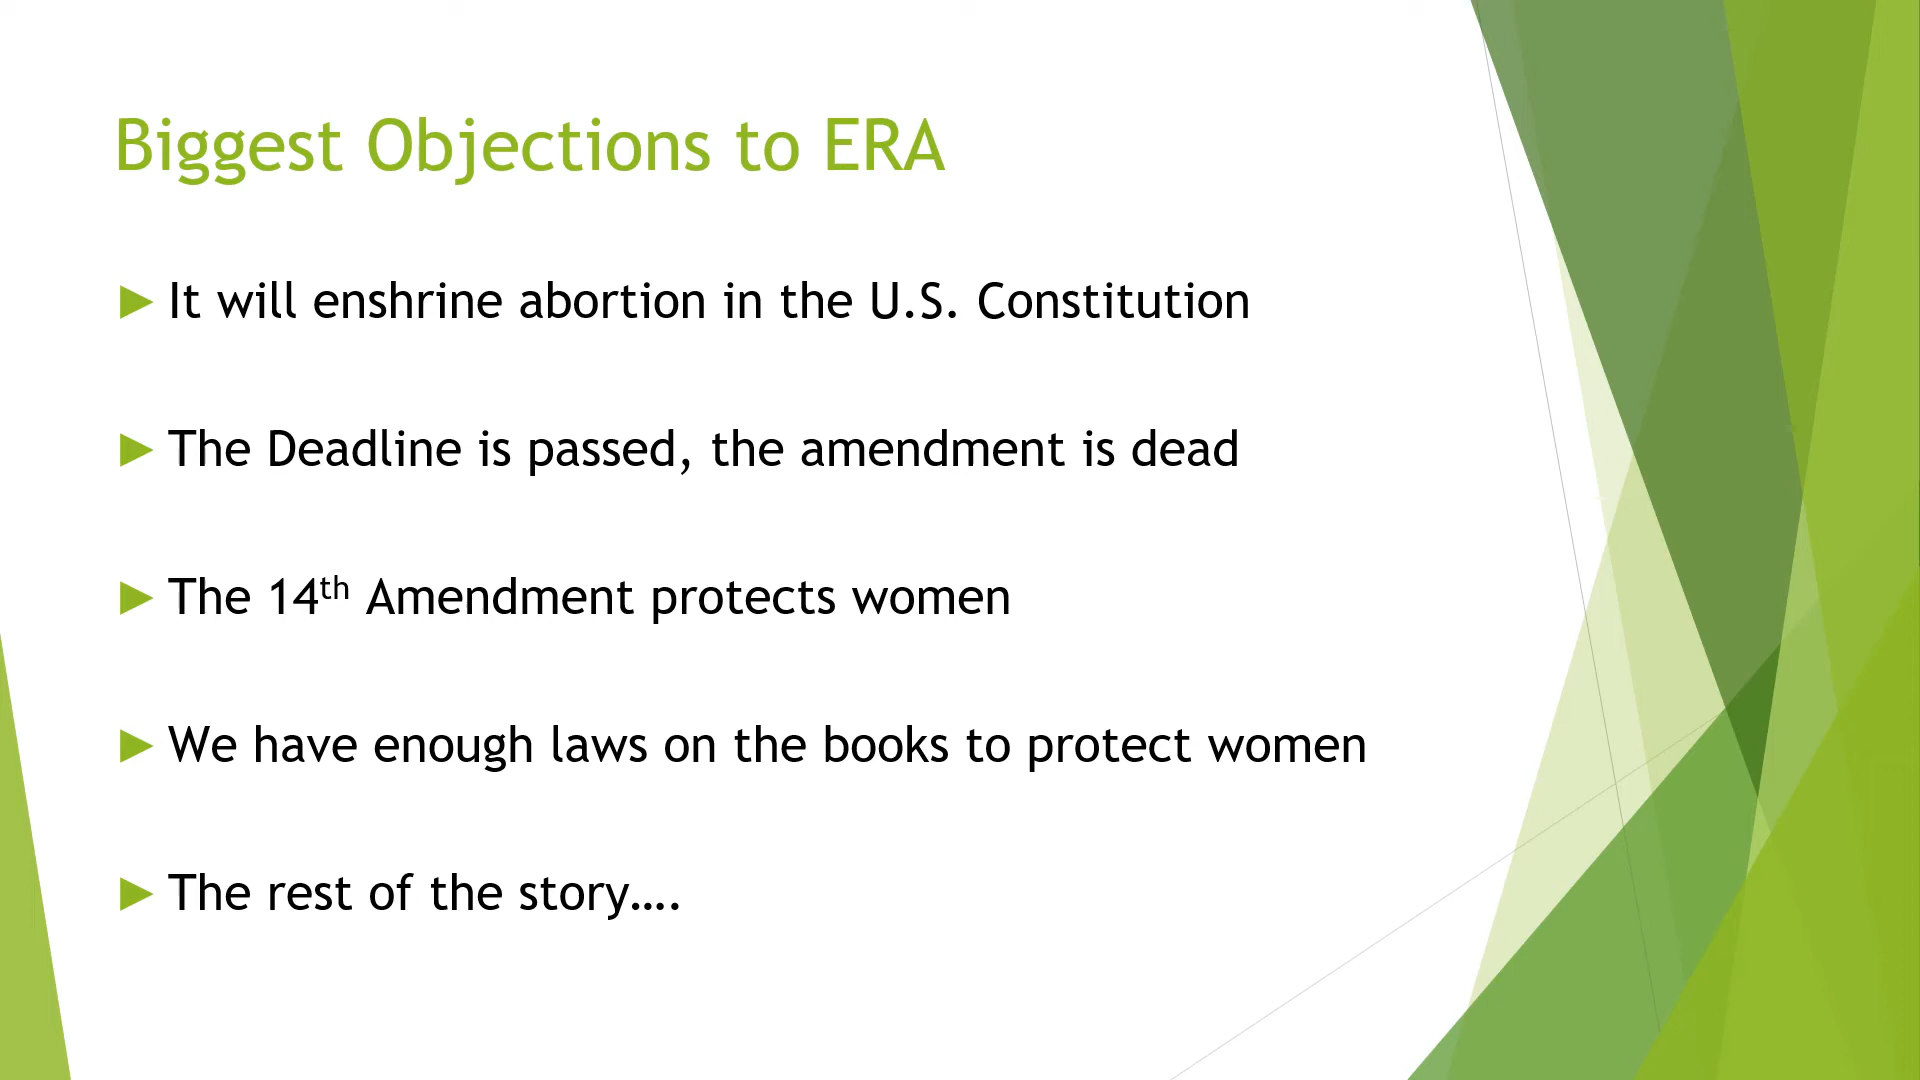 Biggest Objections to ERA
It will enshrine abortion in the U.S. Constitution
The Deadline is passed, the amendment is dead
The 14th Amendment protects women
We have enough laws on the books to protect women
The rest of the story....